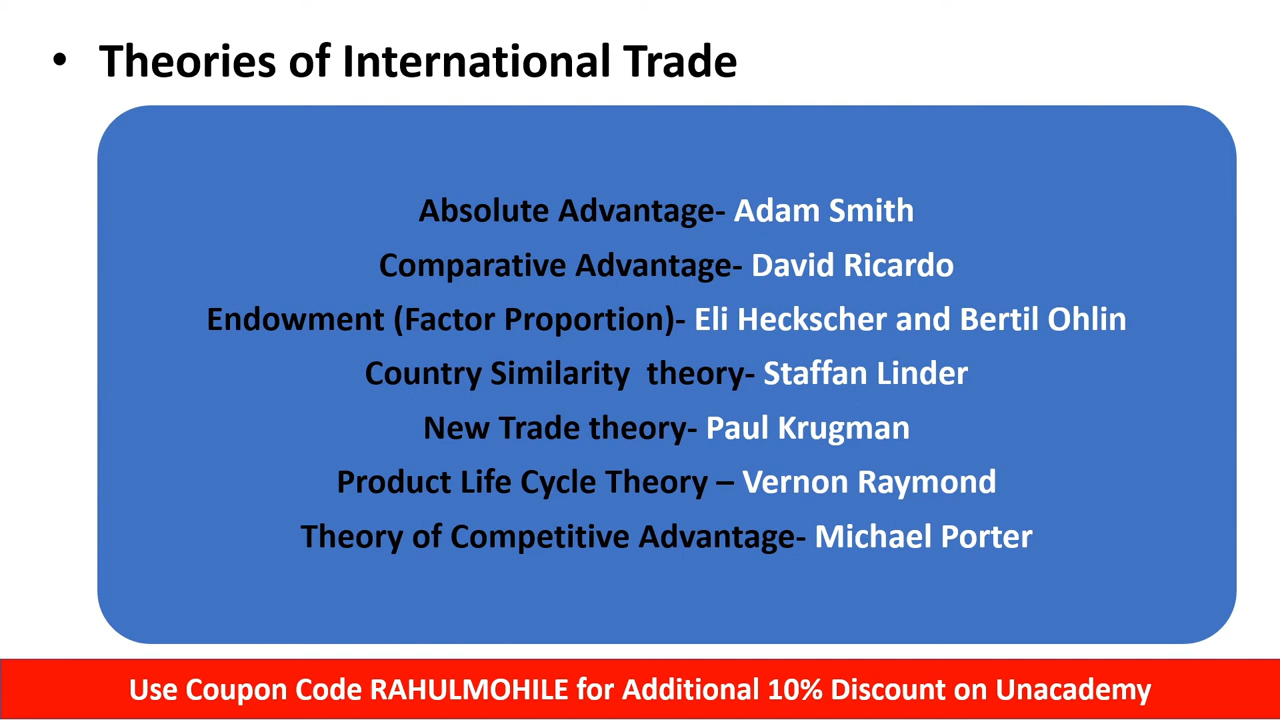 • Theories of International Trade
Absolute Advantage- Adam Smith
Comparative Advantage- David Ricardo
Endowment (Factor Proportion)- Eli Heckscher and Bertil Ohlin
Country Similarity  theory- Staffan Linder
New Trade theory- Paul Krugman
Product Life Cycle Theory – Vernon Raymond
Theory of Competitive Advantage- Michael Porter
Use Coupon Code RAHULMOHILE for Additional 10% Discount on Unacademy